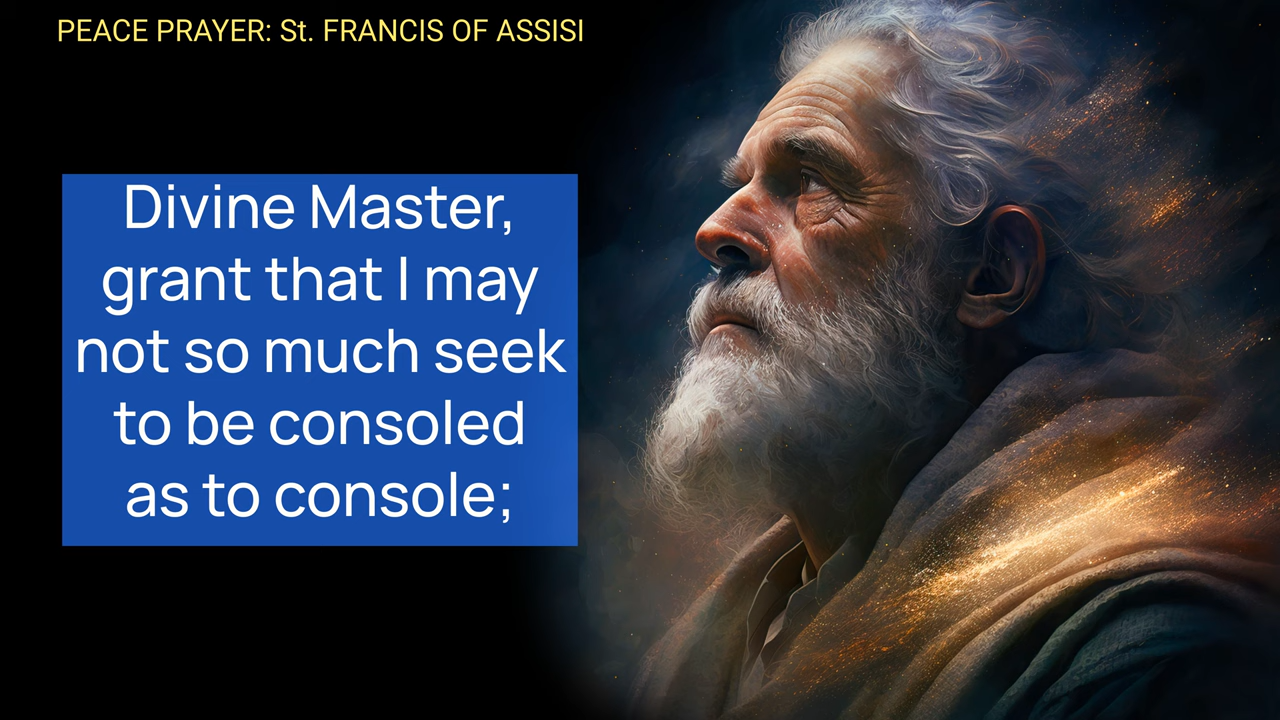 PEACE PRAYER: St. FRANCIS OF ASSISI
Divine Master,
grant that I may
not so much seek
to be consoled
as to console;